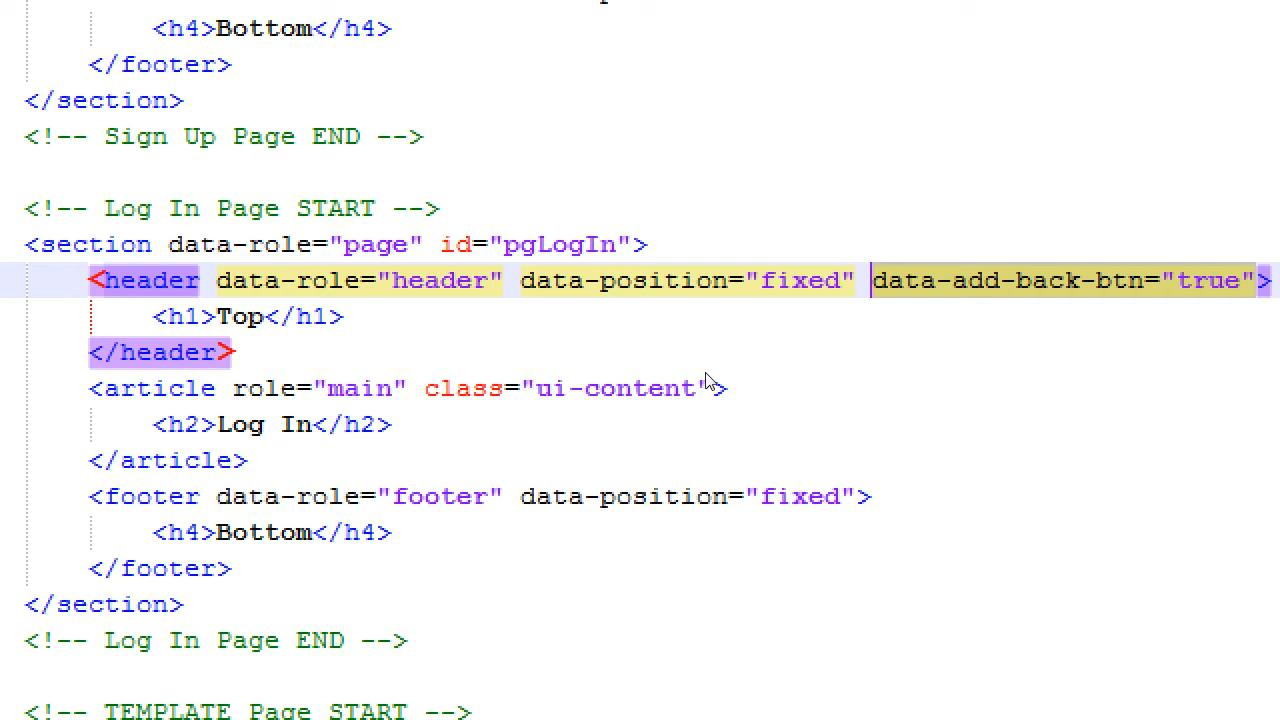 <h4>Bottom</h4>
</footer>
</section>
<!-- Sign Up Page END -->
<!-- Log In Page START -->
<section data-role="page" id="pgLogIn">
<header data-role="header" data-position="fixed" data-add-back-btn="true">
<h1>Top</h1>
</header>
<article role="main" class="ui-content">
<h2>Log In</h2>
</article>
<footer data-role="footer" data-position="fixed">
<h4>Bottom</h4>
</footer>
</section>
<!-- Log In Page END -->
<!-- TEMPLATE Page START -->